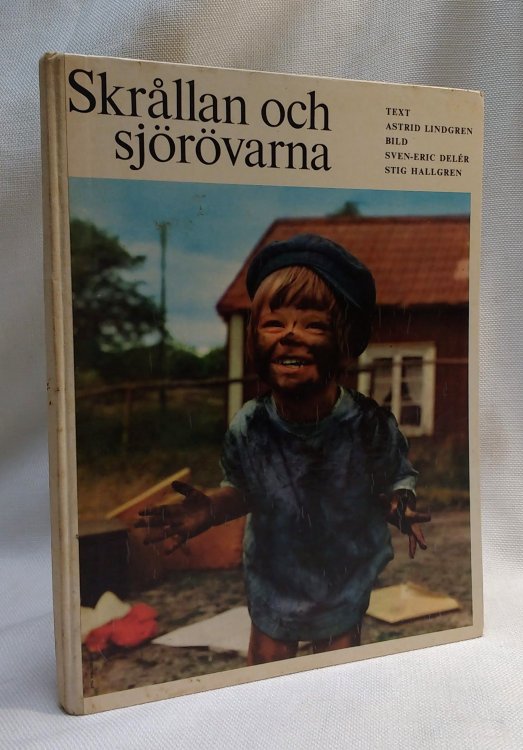 Skrållan och
sjörövarna
TEXT
ASTRID LINDGREN
BILD
SVEN-ERIC DELÉR
STIG HALLGREN